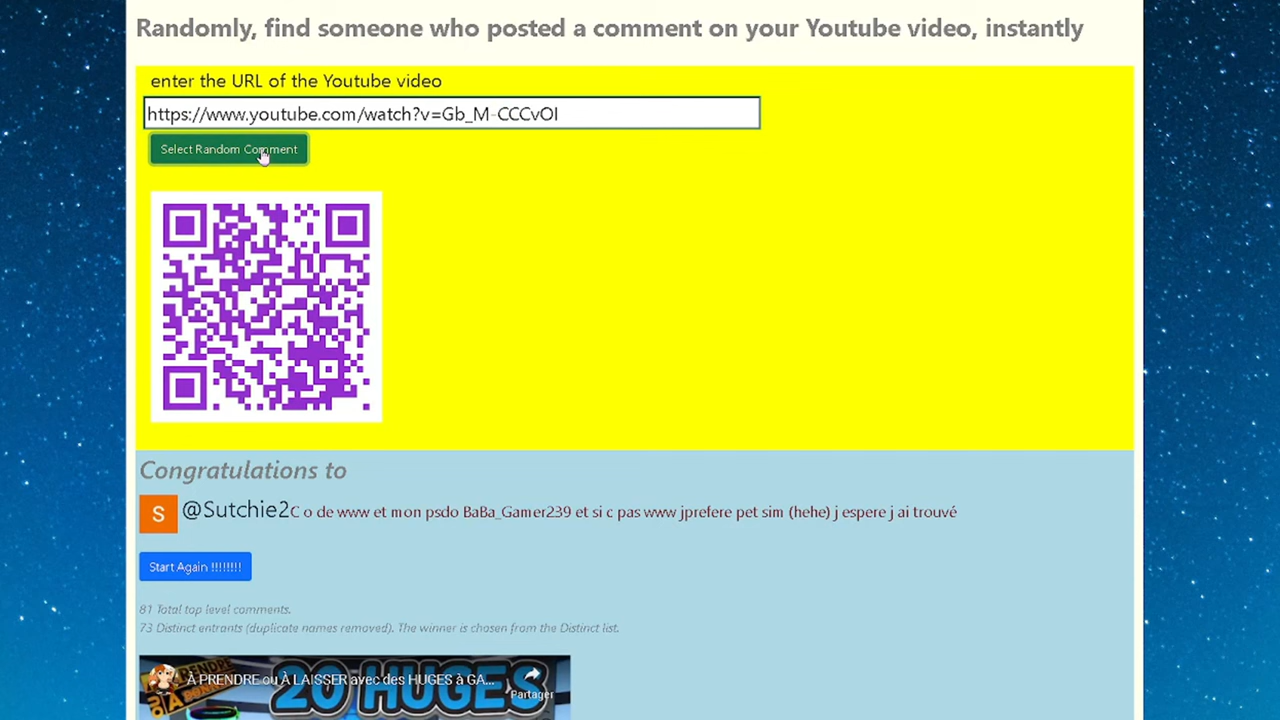 Randomly, find someone who posted a comment on your Youtube video, instantly
enter the URL of the Youtube video
https://www.youtube.com/watch?v=Gb_M-CCCvOI
Select Random Comment
Congratulations to
S @Sutchie2C o de www et mon psdo BaBa_Gamer239 et si c pas www jprefere pet sim (hehe) j espere j ai trouvé
Start Again !!!!!!!!
81 Total top level comments.
73 Distinct entrants (duplicate names removed). The winner is chosen from the Distinct list.
À PRENDRE ou À LAISSER avec des HUGES à GA...
Partager
20 HUGES
PRENDRE